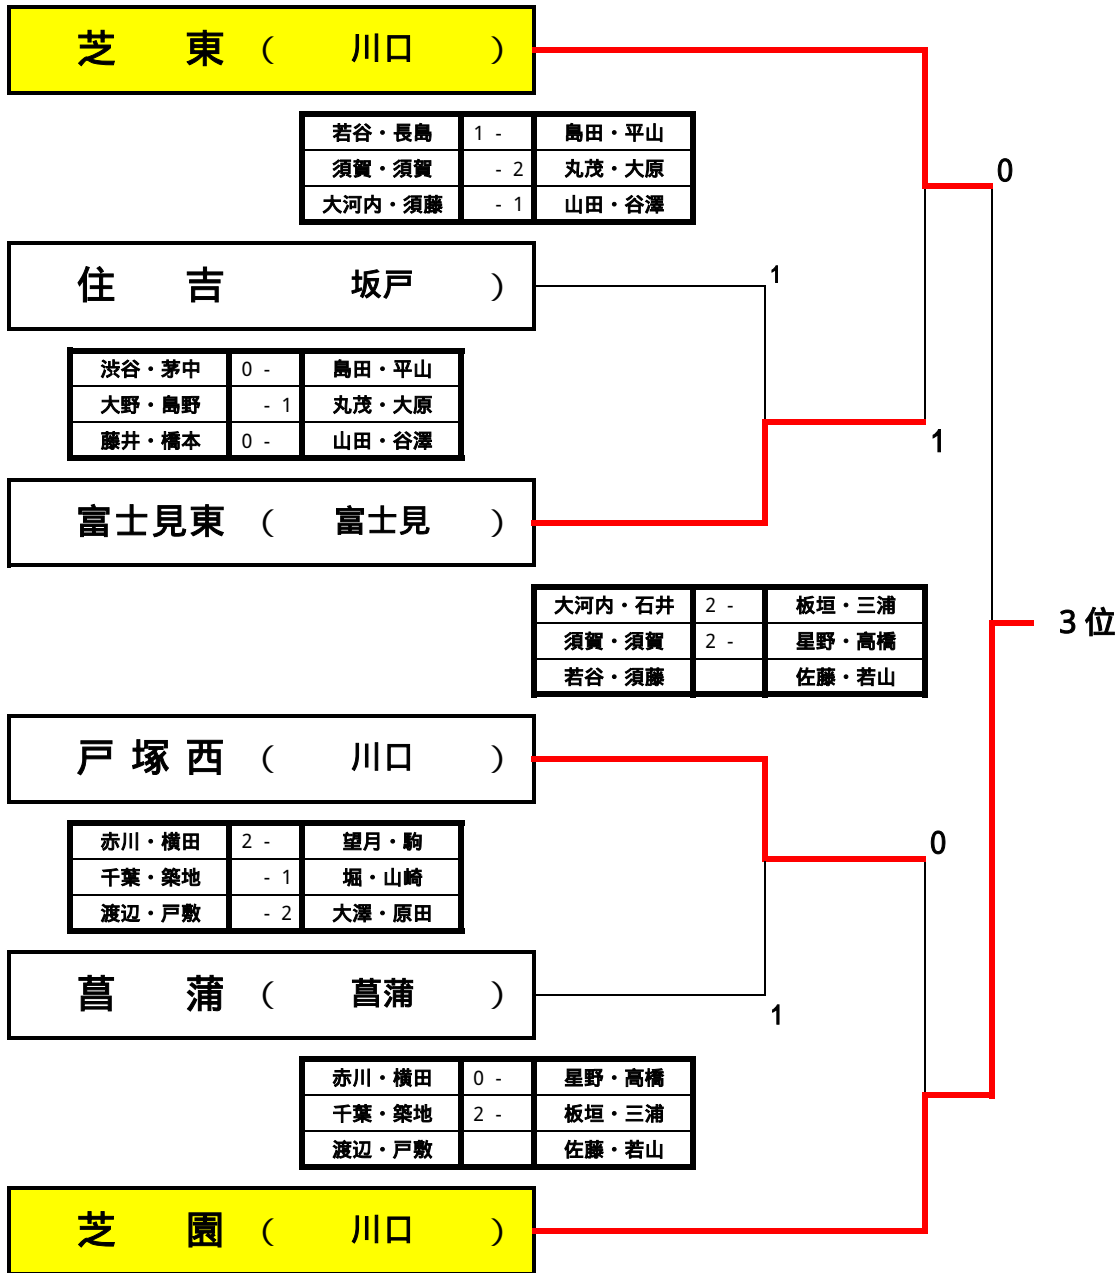 芝 東 ( 川口 )
若谷・長島 1 - 島田・平山
須賀・須賀 - 2 丸茂・大原
大河内・須藤 - 1 山田・谷澤
0
住 吉 坂戸 )
1
渋谷・茅中 0 - 島田・平山
大野・島野 - 1 丸茂・大原
藤井・橋本 0 - 山田・谷澤
1
富士見東 ( 富士見 )
大河内・石井 2 - 板垣・三浦
須賀・須賀 2 - 星野・高橋
若谷・須藤 佐藤・若山
3位
戸塚西 ( 川口 )
赤川・横田 2 - 望月・駒
千葉・築地 - 1 堀・山崎
渡辺・戸敷 - 2 大澤・原田
0
菖 蒲 ( 菖蒲 )
1
赤川・横田 0 - 星野・高橋
千葉・築地 2 - 板垣・三浦
渡辺・戸敷 佐藤・若山
芝 園 ( 川口 )